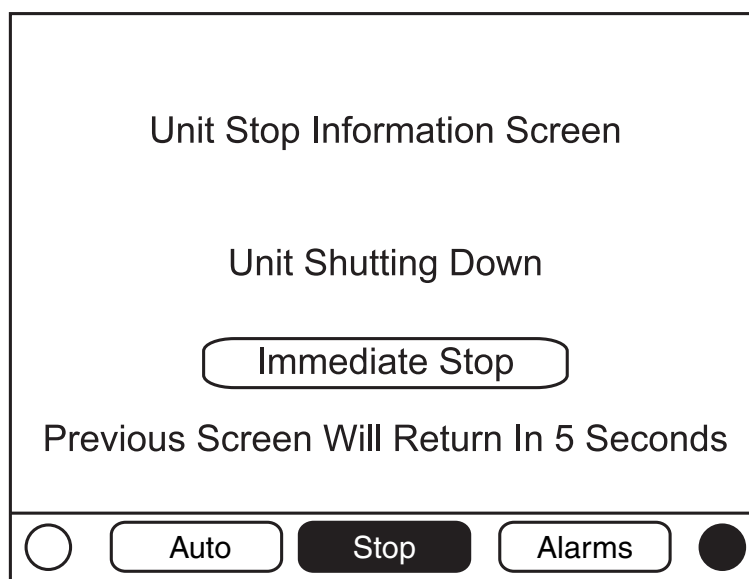 Unit Stop Information Screen
Unit Shutting Down
Immediate Stop
Previous Screen Will Return In 5 Seconds
Auto Stop Alarms